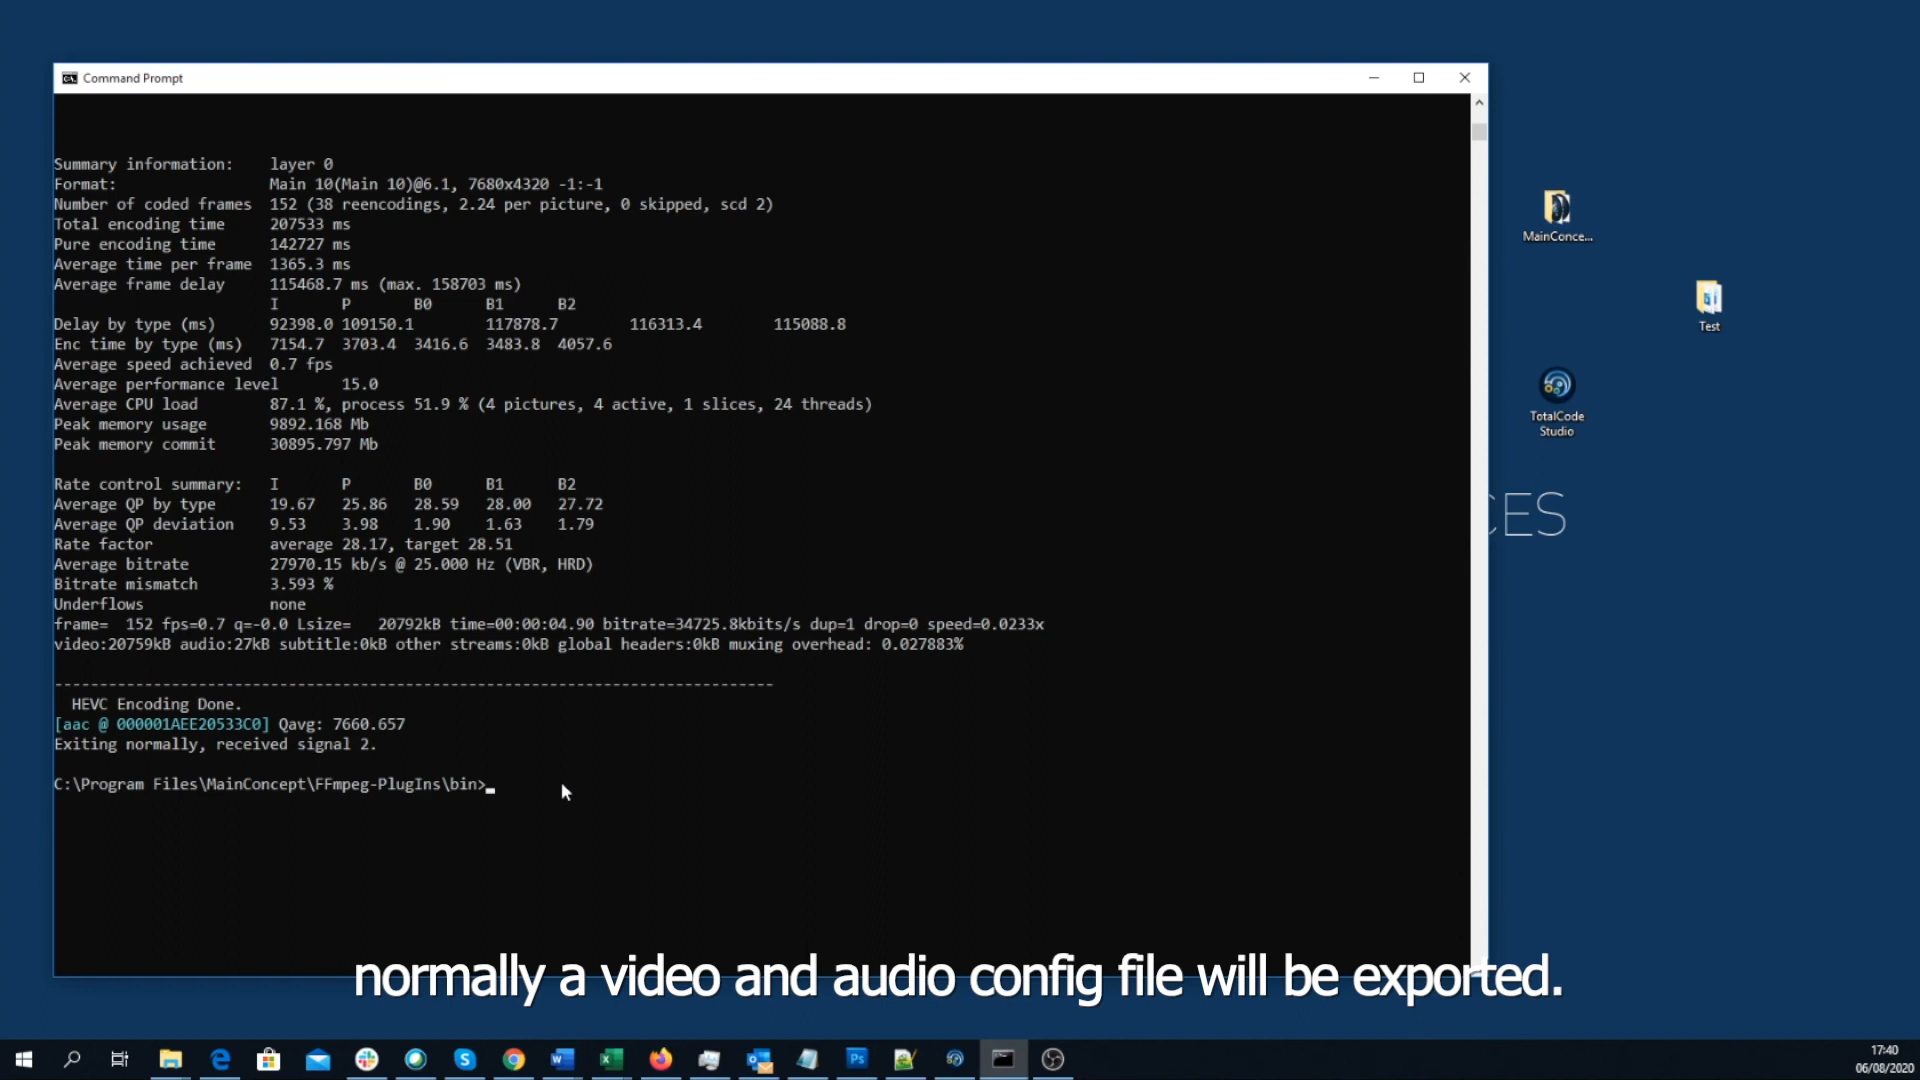 Command Prompt
Summary information: layer 0
Format: Main 10(Main 10)@6.1, 7680x4320 -1:-1
Number of coded frames 152 (38 reencodings, 2.24 per picture, 0 skipped, scd 2)
Total encoding time 207533 ms
Pure encoding time 142727 ms
Average time per frame 1365.3 ms
Average frame delay 115468.7 ms (max. 158703 ms)
I P B0 B1 B2
Delay by type (ms) 92398.0 109150.1 117878.7 116313.4 115088.8
Enc time by type (ms) 7154.7 3703.4 3416.6 3483.8 4057.6
Average speed achieved 0.7 fps
Average performance level 15.0
Average CPU load 87.1 %, process 51.9 % (4 pictures, 4 active, 1 slices, 24 threads)
Peak memory usage 9892.168 Mb
Peak memory commit 30895.797 Mb
Rate control summary: I P B0 B1 B2
Average QP by type 19.67 25.86 28.59 28.00 27.72
Average QP deviation 9.53 3.98 1.90 1.63 1.79
Rate factor average 28.17, target 28.51
Average bitrate 27970.15 kb/s @ 25.000 Hz (VBR, HRD)
Bitrate mismatch 3.593 %
Underflows none
frame= 152 fps=0.7 q=-0.0 Lsize= 20792kB time=00:00:04.90 bitrate=34725.8kbits/s dup=1 drop=0 speed=0.0233x
video:20759kB audio:27kB subtitle:0kB other streams:0kB global headers:0kB muxing overhead: 0.027883%
--------------------------------------------------------------------------------
HEVC Encoding Done.
[aac @ 000001AEE20533C0] Qavg: 7660.657
Exiting normally, received signal 2.
C:\Program Files\MainConcept\FFmpeg-PlugIns\bin>
MainConce...
Test
TotalCode
Studio
CES
normally a video and audio config file will be exported.
17:40
06/08/2020